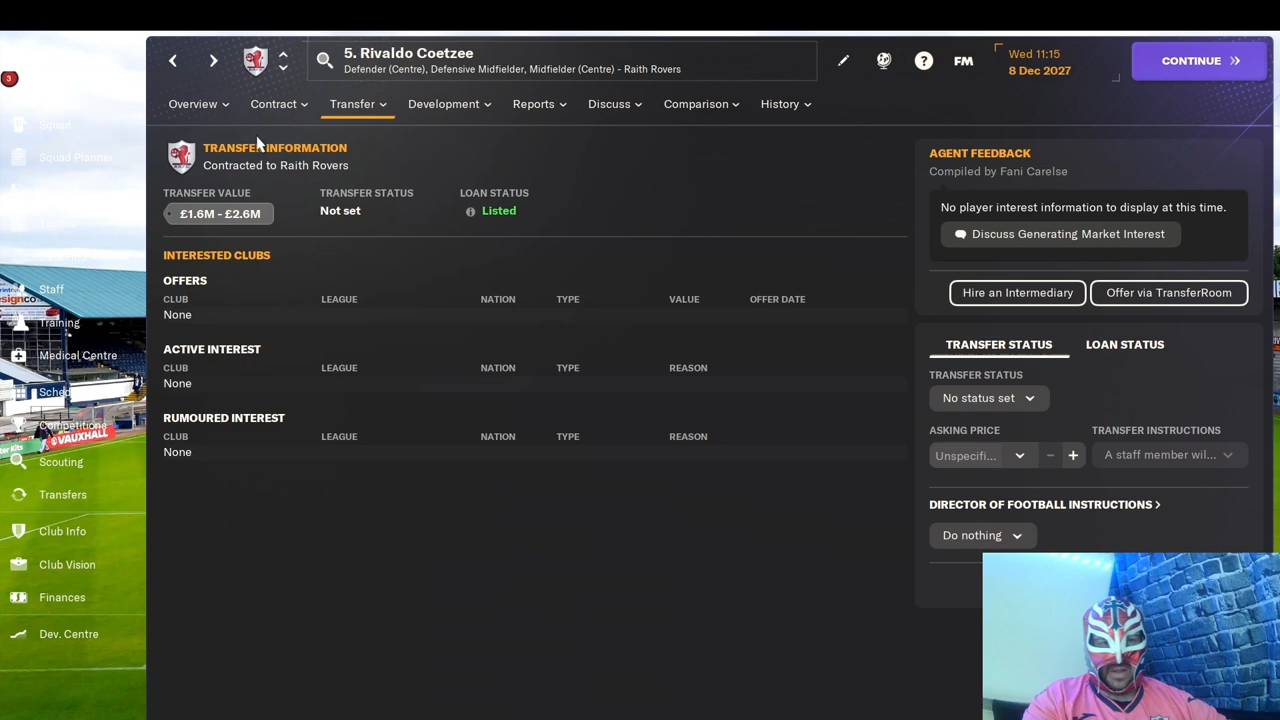 5. Rivaldo Coetzee
Defender (Centre), Defensive Midfielder, Midfielder (Centre) - Raith Rovers
FM
Wed 11:15
8 Dec 2027
CONTINUE
3
Overview
Contract
Transfer
Development
Reports
Discuss
Comparison
History
Squad
Squad Planner
Staff
Training
Medical Centre
Sched
Competitions
VAUXHALL
Scouting
Transfers
Club Info
Club Vision
Finances
Dev. Centre
TRANSFER INFORMATION
Contracted to Raith Rovers
TRANSFER VALUE
TRANSFER STATUS
LOAN STATUS
£1.6M - £2.6M
Not set
Listed
INTERESTED CLUBS
OFFERS
CLUB LEAGUE NATION TYPE VALUE OFFER DATE
None
ACTIVE INTEREST
CLUB LEAGUE NATION TYPE REASON
None
RUMOURED INTEREST
CLUB LEAGUE NATION TYPE REASON
None
AGENT FEEDBACK
Compiled by Fani Carelse
No player interest information to display at this time.
Discuss Generating Market Interest
Hire an Intermediary
Offer via TransferRoom
TRANSFER STATUS
LOAN STATUS
TRANSFER STATUS
No status set
ASKING PRICE
TRANSFER INSTRUCTIONS
Unspecifi...
A staff member wil...
DIRECTOR OF FOOTBALL INSTRUCTIONS >
Do nothing